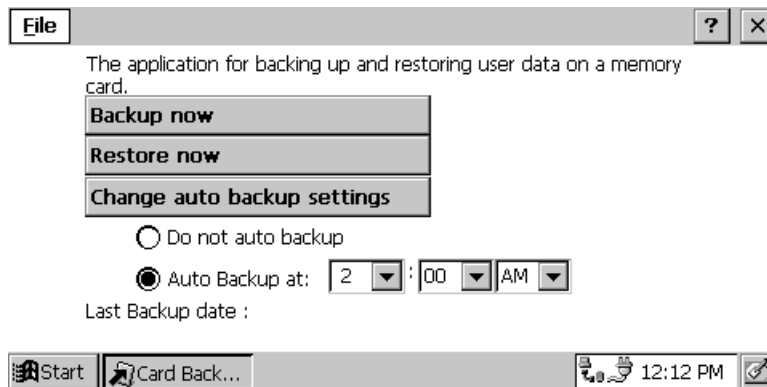 File ? ×
The application for backing up and restoring user data on a memory
card.
Backup now
Restore now
Change auto backup settings
Do not auto backup
Auto Backup at: 2 : 00 AM
Last Backup date :
Start Card Back... 12:12 PM